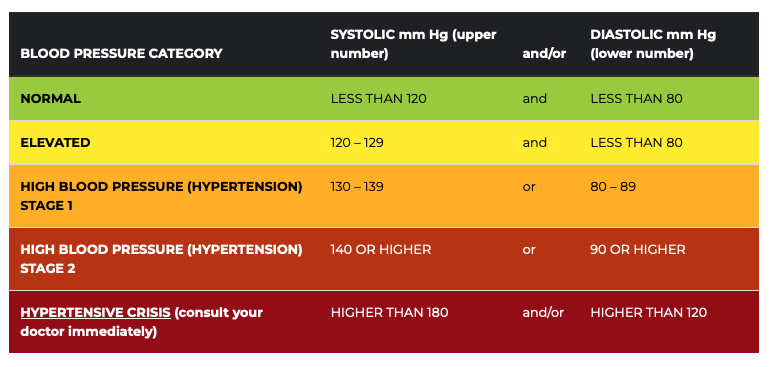 BLOOD PRESSURE CATEGORY SYSTOLIC mm Hg (upper number) and/or DIASTOLIC mm Hg (lower number)
NORMAL LESS THAN 120 and LESS THAN 80
ELEVATED 120 – 129 and LESS THAN 80
HIGH BLOOD PRESSURE (HYPERTENSION) STAGE 1 130 – 139 or 80 – 89
HIGH BLOOD PRESSURE (HYPERTENSION) STAGE 2 140 OR HIGHER or 90 OR HIGHER
HYPERTENSIVE CRISIS (consult your doctor immediately) HIGHER THAN 180 and/or HIGHER THAN 120